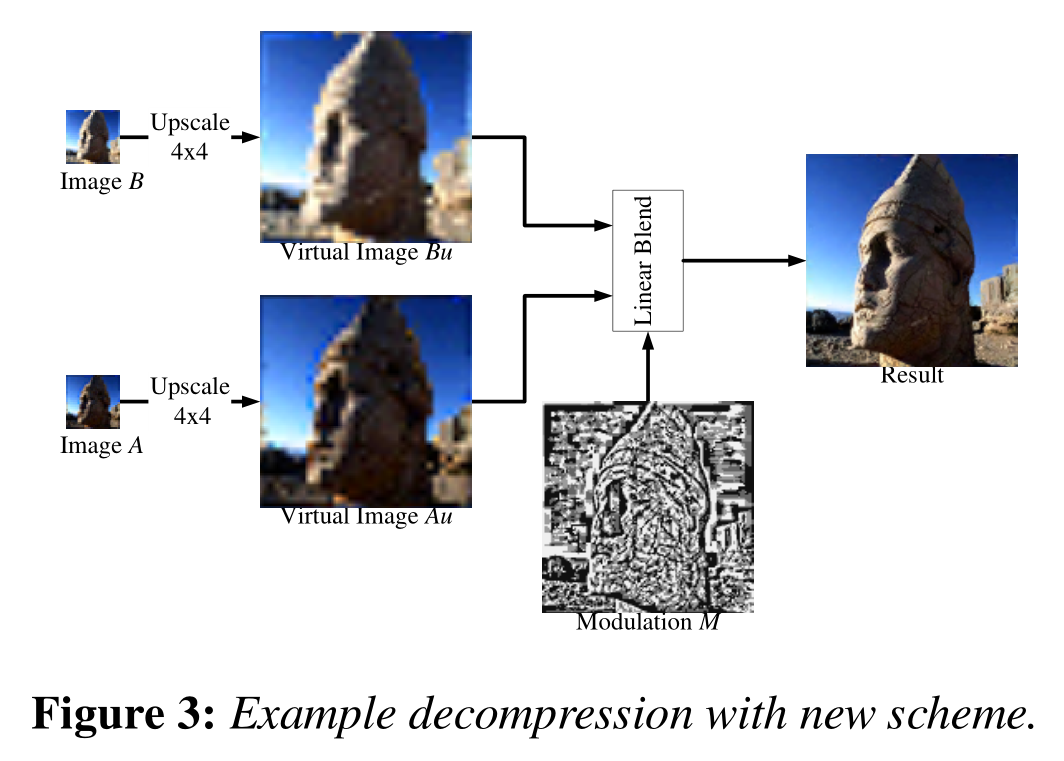 Upscale
4x4
Image B
Virtual Image Bu
Linear Blend
Result
Upscale
4x4
Image A
Virtual Image Au
Modulation M
Figure 3: Example decompression with new scheme.